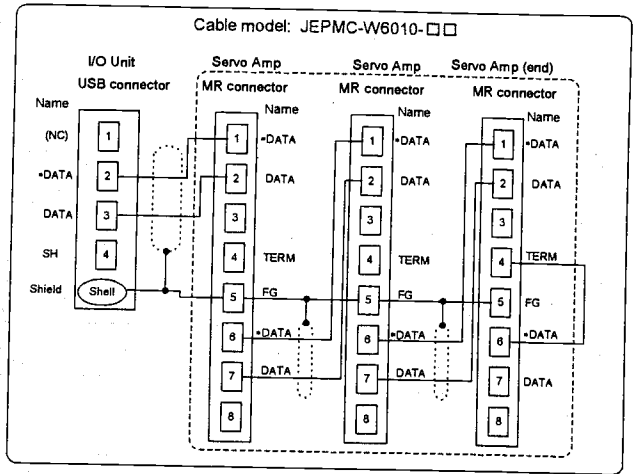 Cable model: JEPMC-W6010-□□
I/O Unit
USB connector
Servo Amp
MR connector
Servo Amp
MR connector
Servo Amp (end)
MR connector
Name
(NC)
*DATA
DATA
SH
Shield
1
2
3
4
Shell
Name
1 *DATA
2 DATA
3
4 TERM
5 FG
6 *DATA
7 DATA
8
Name
1 *DATA
2 DATA
3
4 TERM
5 FG
6 *DATA
7 DATA
8
Name
1 *DATA
2 DATA
3
4 TERM
5 FG
6 *DATA
7 DATA
8